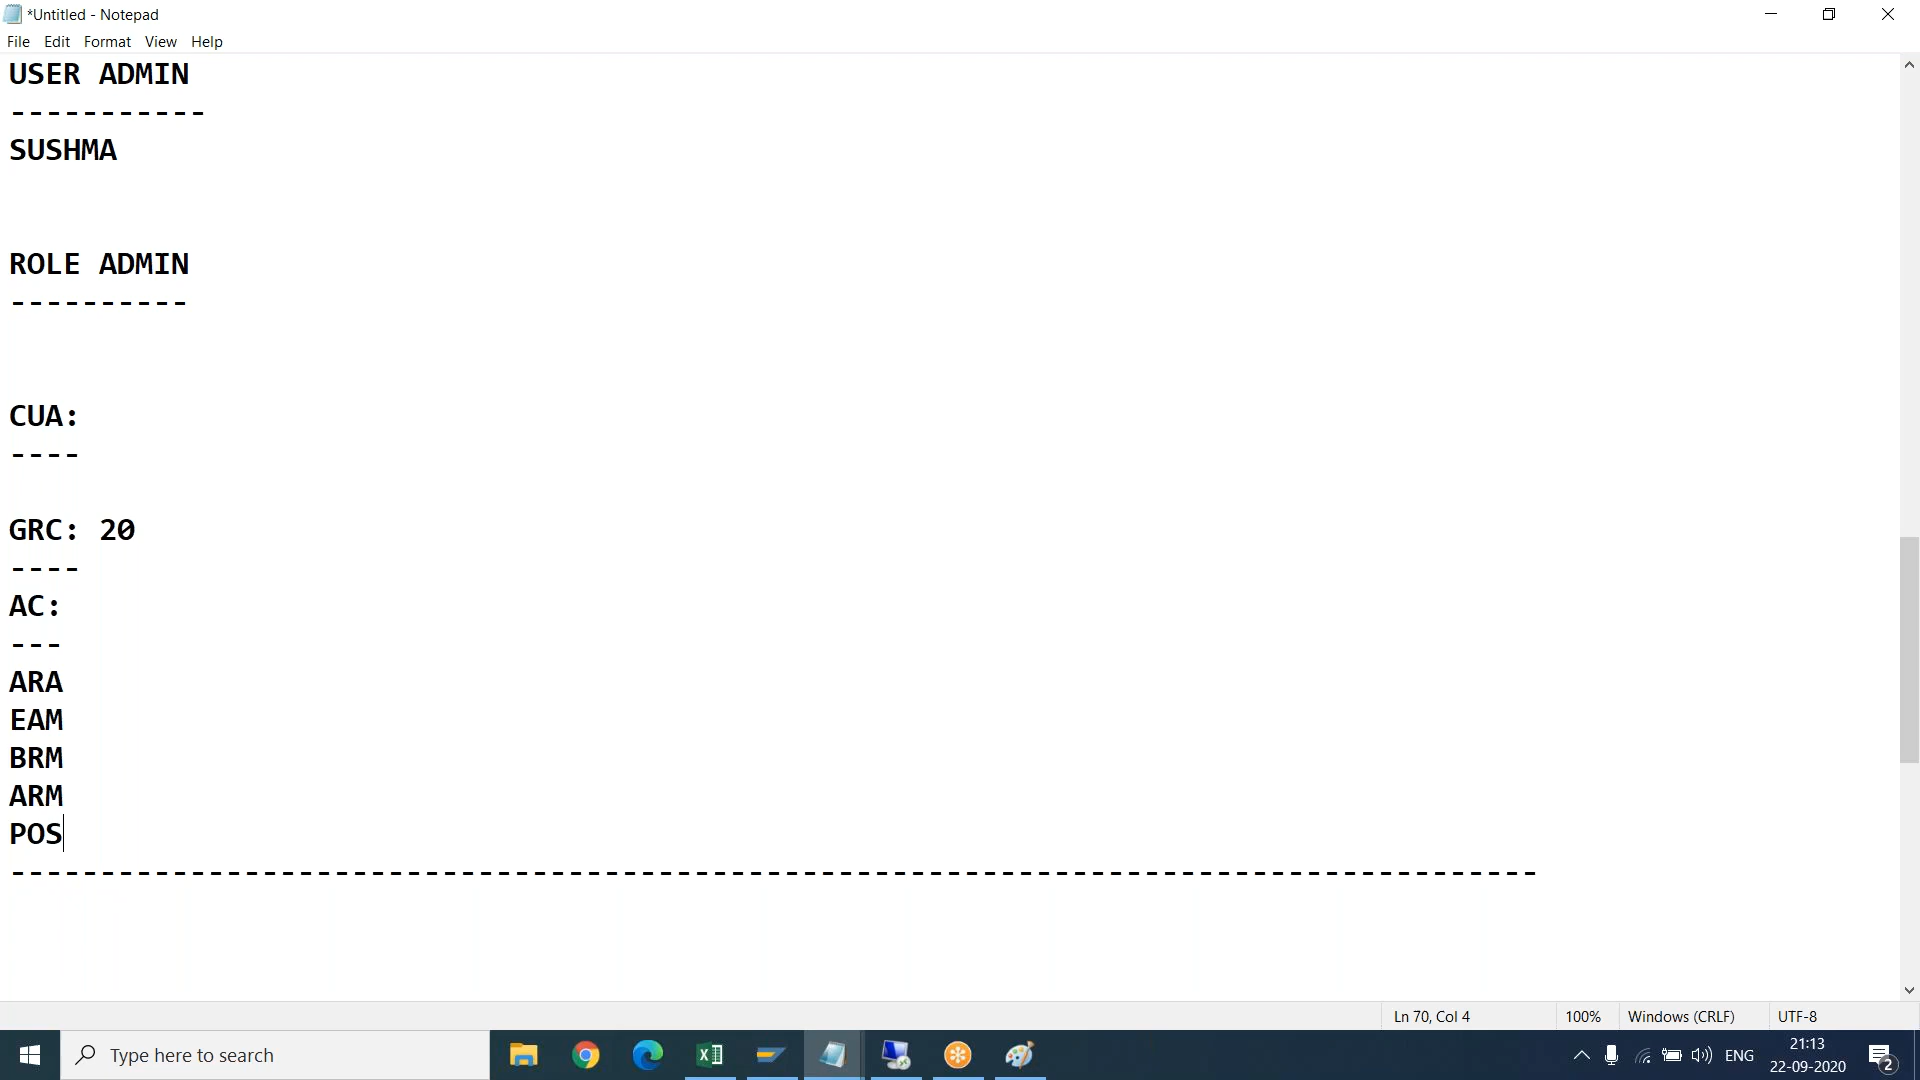 *Untitled - Notepad
File Edit Format View Help
USER ADMIN
-----------
SUSHMA
ROLE ADMIN
----------
CUA:
----
GRC: 20
----
AC:
---
ARA
EAM
BRM
ARM
POS
-------------------------------------------------------------------------------------
Ln 70, Col 4 100% Windows (CRLF) UTF-8
Type here to search
ENG
21:13
22-09-2020
2